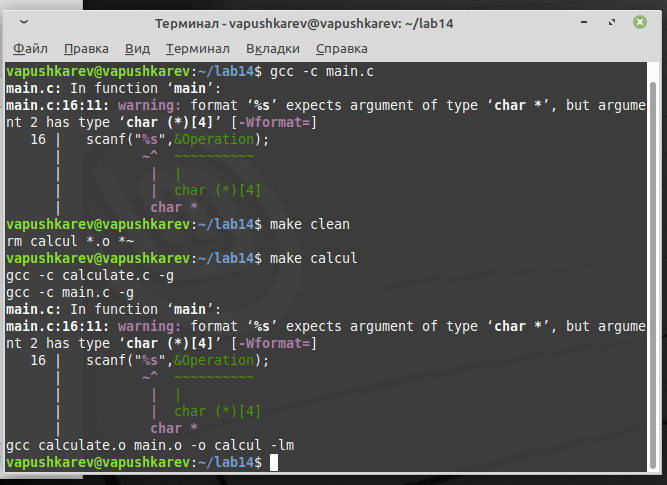 Терминал - vapushkarev@vapushkarev: ~/lab14
Файл Правка Вид Терминал Вкладки Справка
vapushkarev@vapushkarev:~/lab14$ gcc -c main.c
main.c: In function ‘main’:
main.c:16:11: warning: format ‘%s’ expects argument of type ‘char *’, but argume
nt 2 has type ‘char (*)[4]’ [-Wformat=]
   16 |   scanf("%s",&Operation);
      |          ~^  ~~~~~~~~~~
      |           |  |
      |           |  char (*)[4]
      |           char *
vapushkarev@vapushkarev:~/lab14$ make clean
rm calcul *.o *~
vapushkarev@vapushkarev:~/lab14$ make calcul
gcc -c calculate.c -g
gcc -c main.c -g
main.c: In function ‘main’:
main.c:16:11: warning: format ‘%s’ expects argument of type ‘char *’, but argume
nt 2 has type ‘char (*)[4]’ [-Wformat=]
   16 |   scanf("%s",&Operation);
      |          ~^  ~~~~~~~~~~
      |           |  |
      |           |  char (*)[4]
      |           char *
gcc calculate.o main.o -o calcul -lm
vapushkarev@vapushkarev:~/lab14$